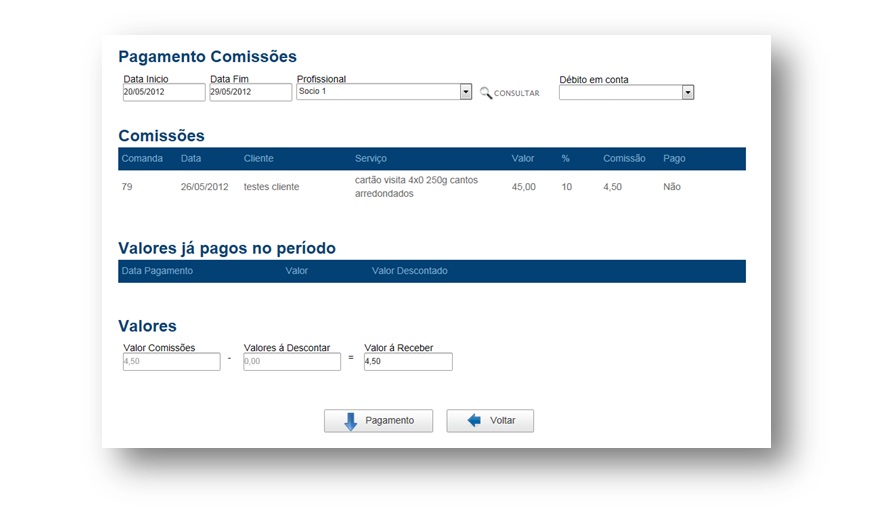 Pagamento Comissões
Data Inicio Data Fim Profissional Débito em conta
20/05/2012 29/05/2012 Socio 1 CONSULTAR
Comissões
Comanda Data Cliente Serviço Valor % Comissão Pago
79 26/05/2012 testes cliente cartão visita 4x0 250g cantos arredondados 45,00 10 4,50 Não
Valores já pagos no período
Data Pagamento Valor Valor Descontado
Valores
Valor Comissões Valores á Descontar Valor á Receber
4,50 - 0,00 = 4,50
Pagamento Voltar